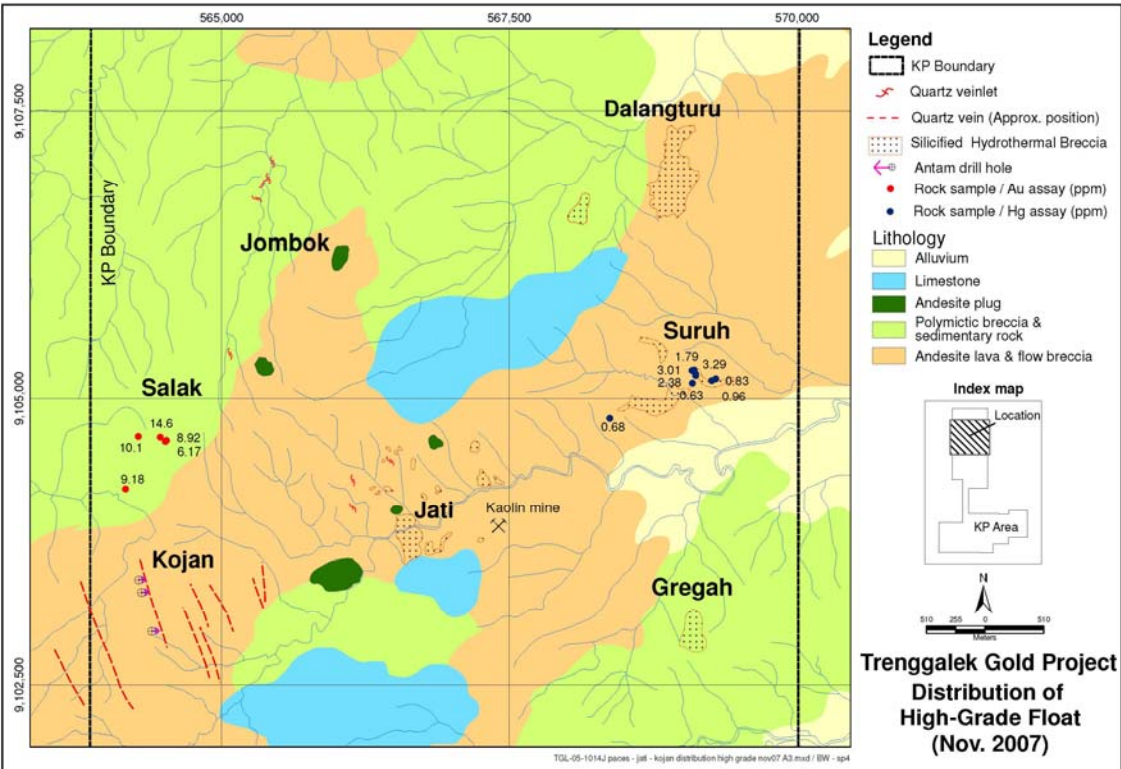 565,000
567,500
570,000
9,107,500
9,105,000
9,102,500
KP Boundary
Dalangturu
Jombok
Suruh
1.79
3.29
3.01
2.38
0.83
0.63
0.96
0.68
Salak
14.6
8.92
10.1
6.17
9.18
Jati
Kaolin mine
Kojan
Gregah
Legend
KP Boundary
Quartz veinlet
Quartz vein (Approx. position)
Silicified Hydrothermal Breccia
Antam drill hole
Rock sample / Au assay (ppm)
Rock sample / Hg assay (ppm)
Lithology
Alluvium
Limestone
Andesite plug
Polymictic breccia &
sedimentary rock
Andesite lava & flow breccia
Index map
Location
KP Area
N
510 255 0 510
Meters
Trenggalek Gold Project
Distribution of
High-Grade Float
(Nov. 2007)
TGL-05-1014J paces - jati - kojan distribution high grade nov07 A3.mxd / BW - sp4